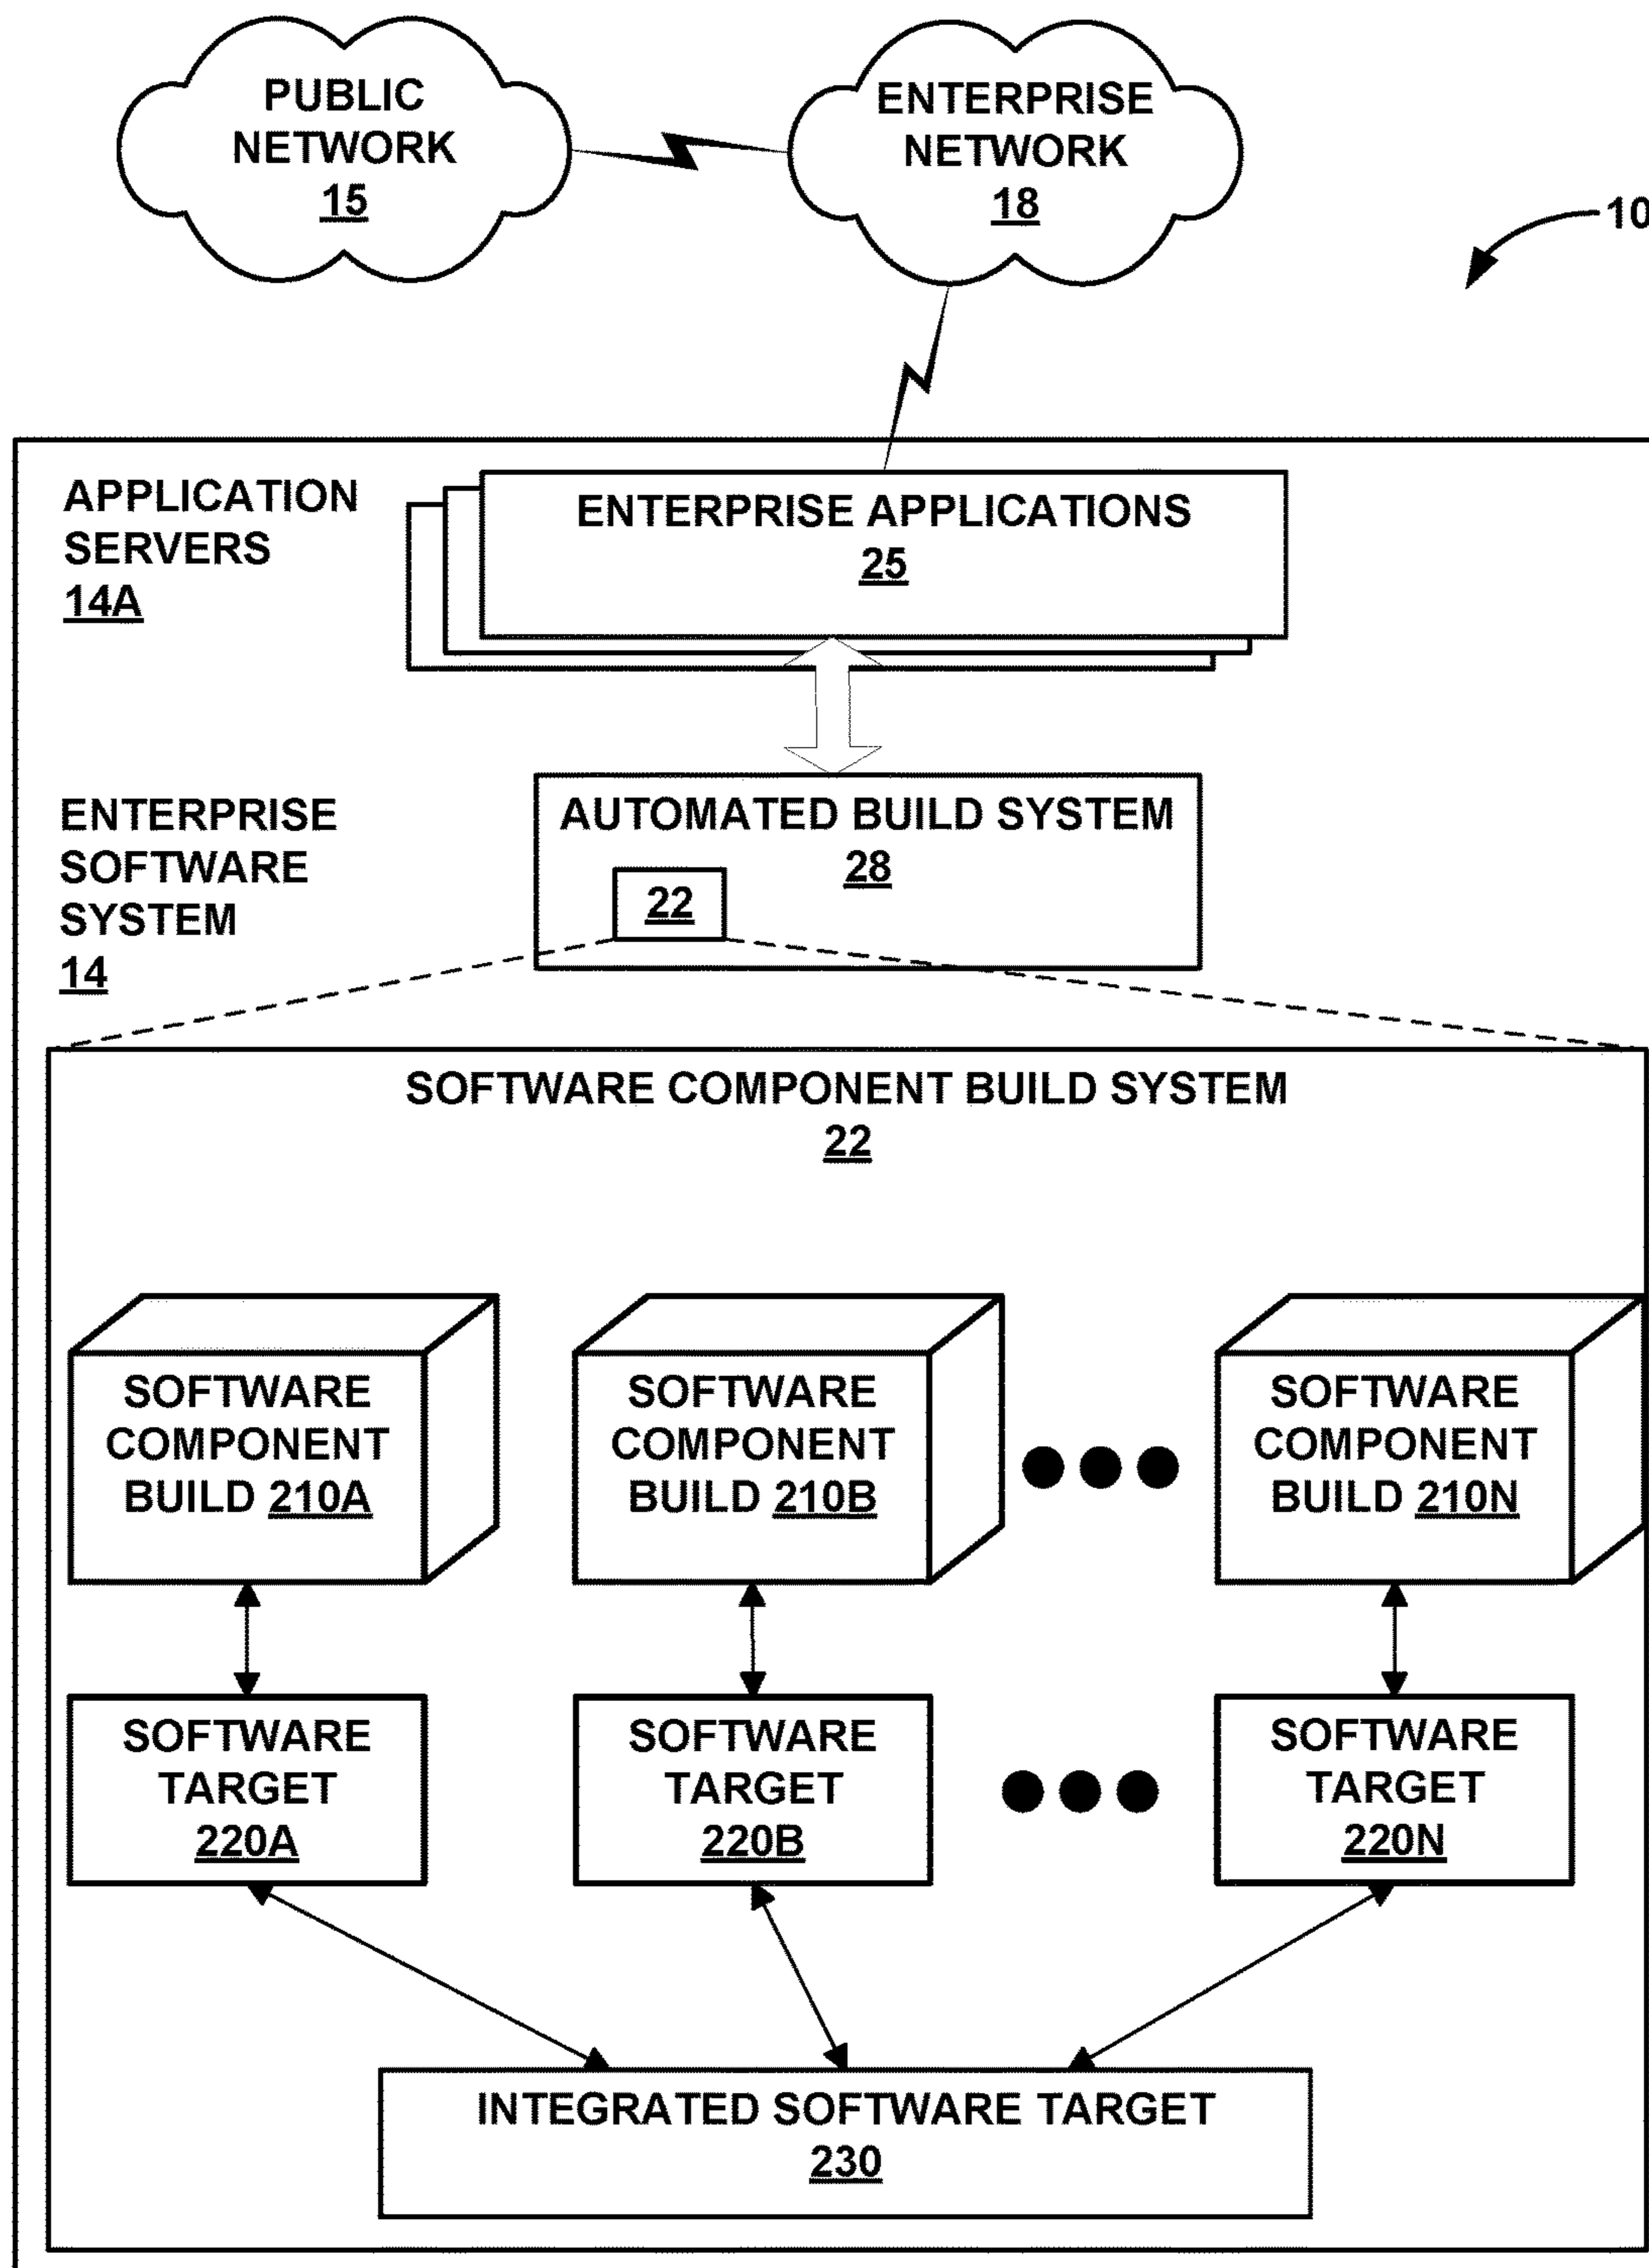 PUBLIC
NETWORK
15
ENTERPRISE
NETWORK
18
10
APPLICATION
SERVERS
14A
ENTERPRISE APPLICATIONS
25
ENTERPRISE
SOFTWARE
SYSTEM
14
AUTOMATED BUILD SYSTEM
28
22
SOFTWARE COMPONENT BUILD SYSTEM
22
SOFTWARE
COMPONENT
BUILD 210A
SOFTWARE
COMPONENT
BUILD 210B
SOFTWARE
COMPONENT
BUILD 210N
SOFTWARE
TARGET
220A
SOFTWARE
TARGET
220B
SOFTWARE
TARGET
220N
INTEGRATED SOFTWARE TARGET
230